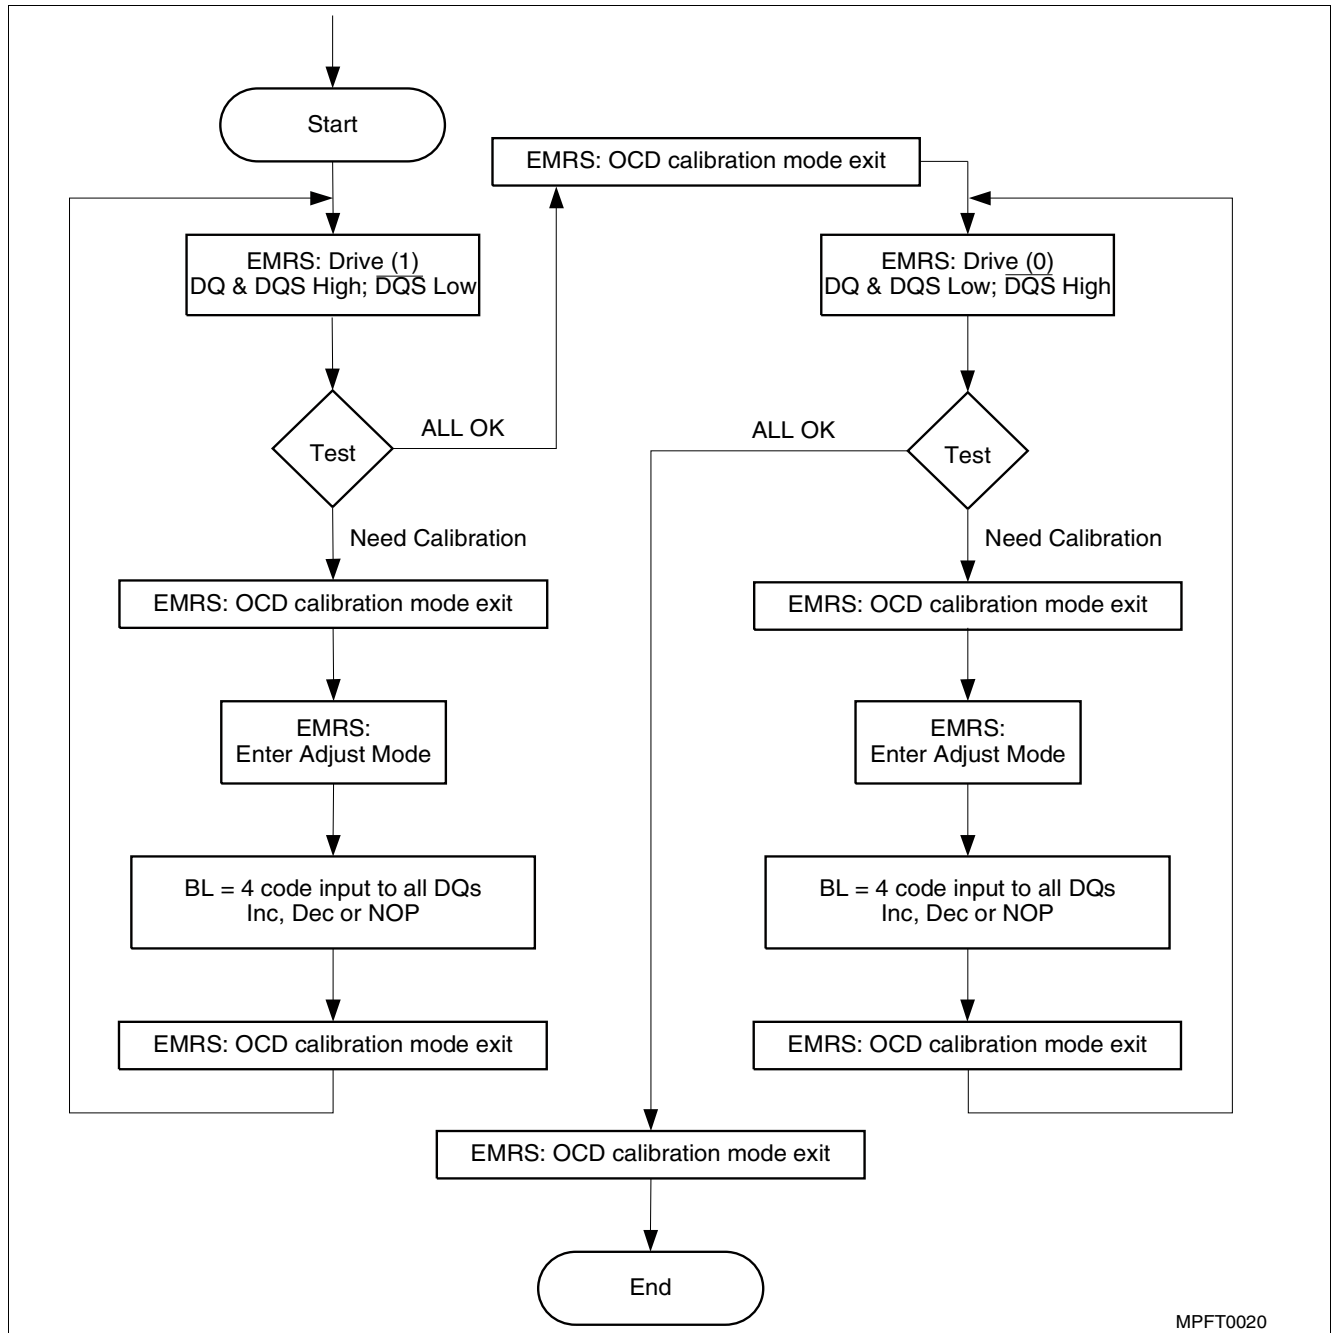 Start
EMRS: Drive (1)
DQ & DQS High; D̅Q̅S̅ Low
Test
ALL OK
Need Calibration
EMRS: OCD calibration mode exit
EMRS:
Enter Adjust Mode
BL = 4 code input to all DQs
Inc, Dec or NOP
EMRS: OCD calibration mode exit
EMRS: OCD calibration mode exit
EMRS: Drive (0)
DQ & DQS Low; D̅Q̅S̅ High
Test
ALL OK
Need Calibration
EMRS: OCD calibration mode exit
EMRS:
Enter Adjust Mode
BL = 4 code input to all DQs
Inc, Dec or NOP
EMRS: OCD calibration mode exit
EMRS: OCD calibration mode exit
End
MPFT0020